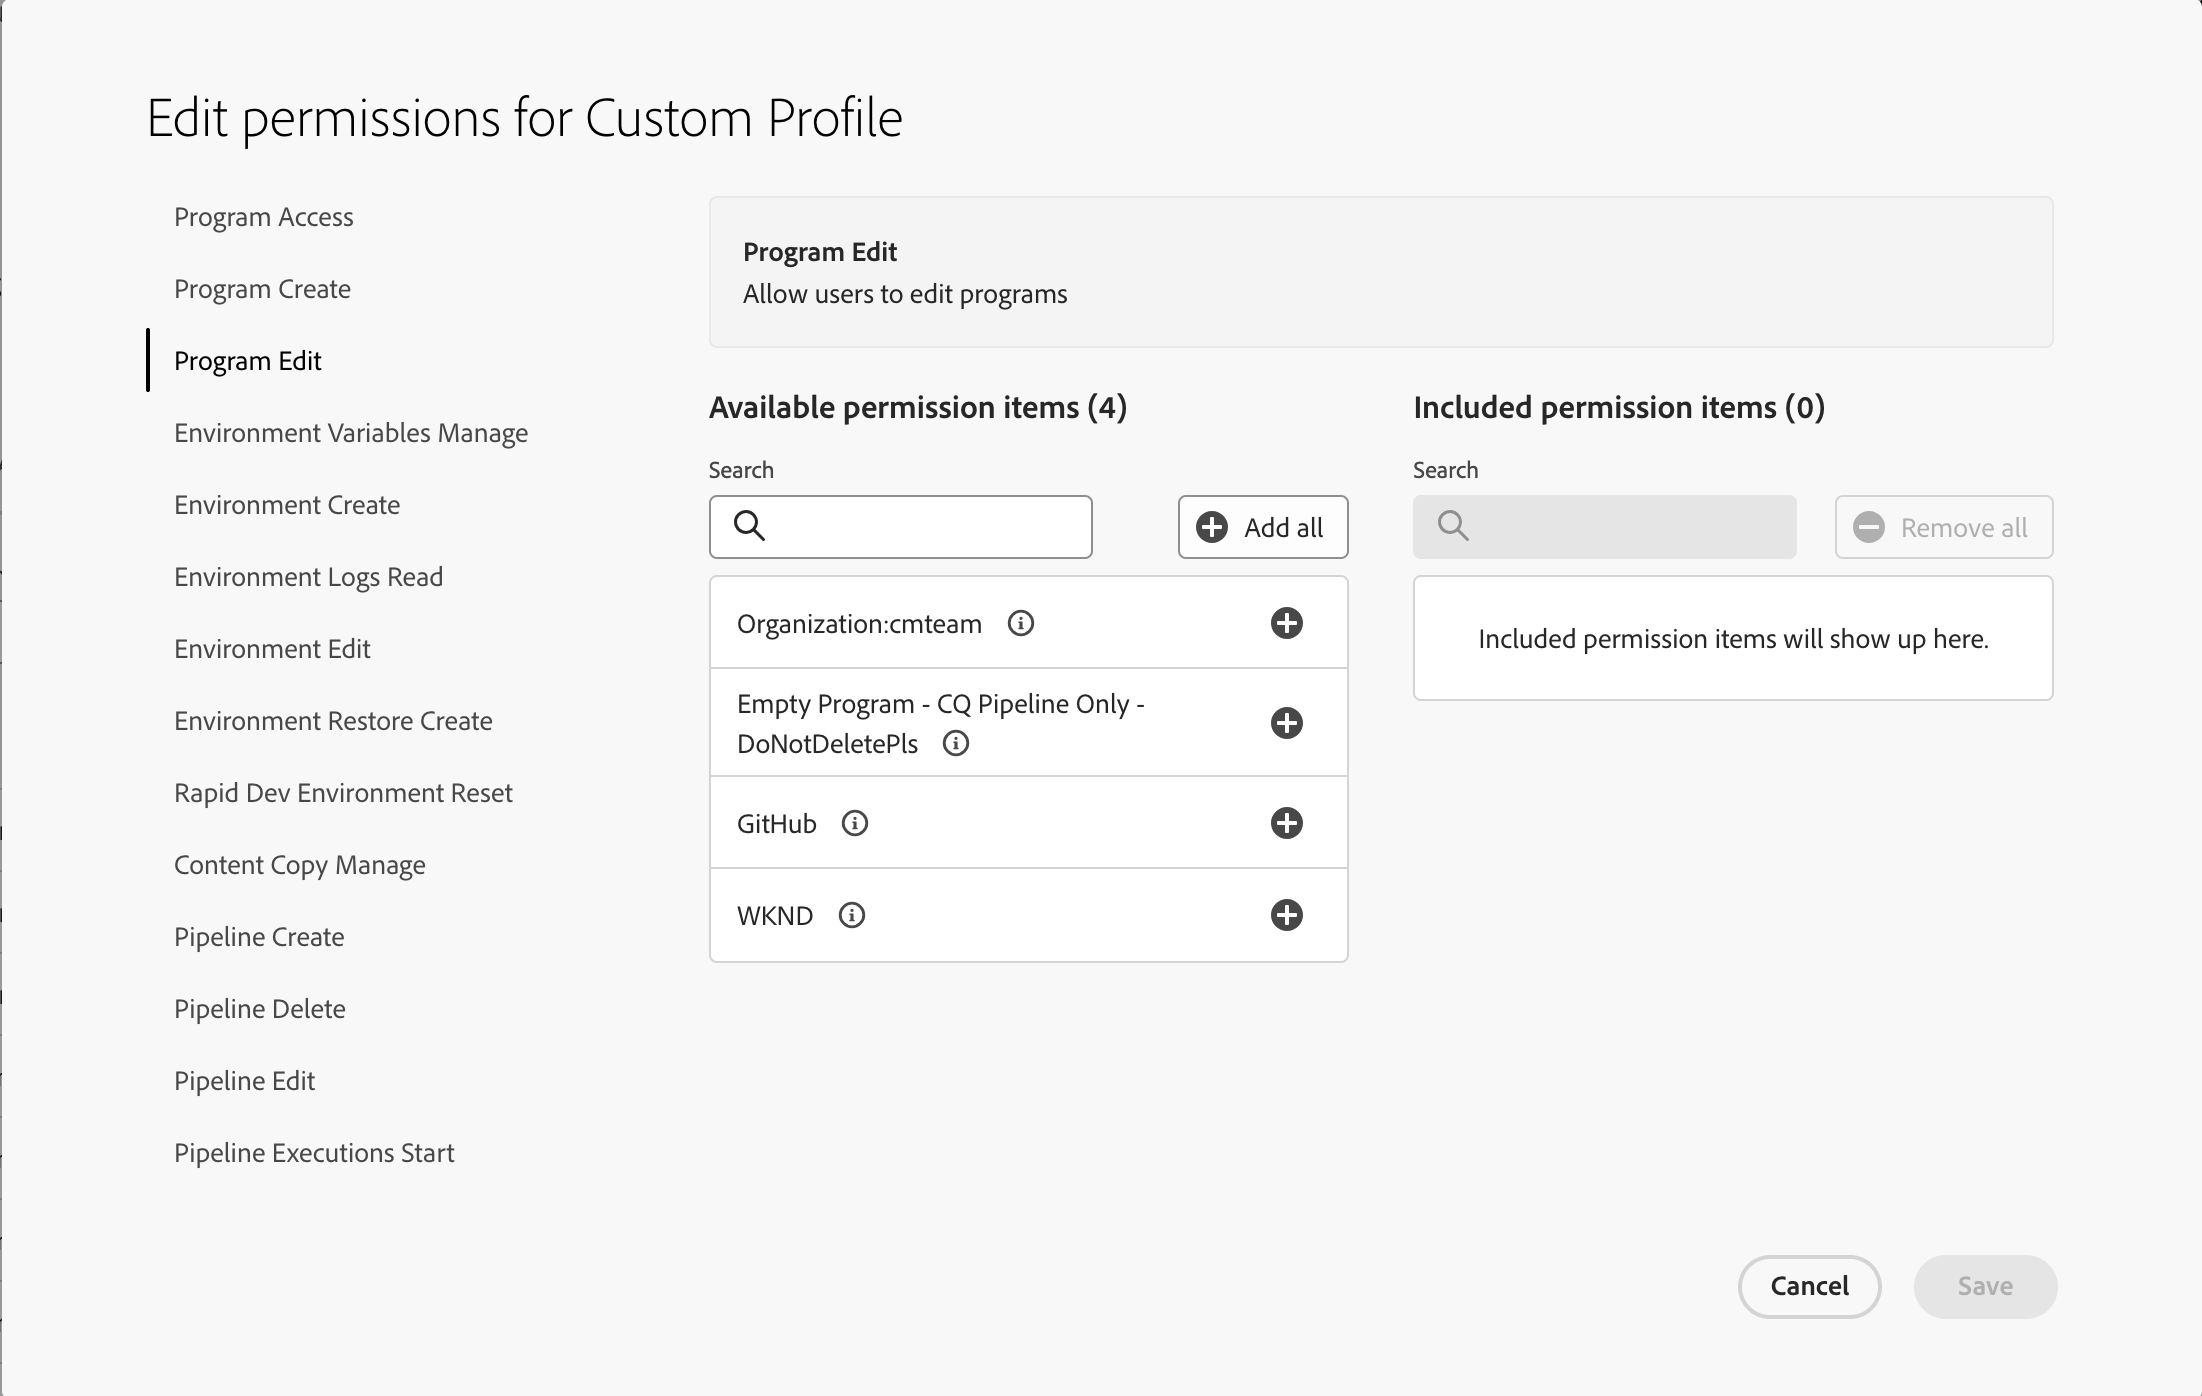 Edit permissions for Custom Profile
Program Access
Program Create
Program Edit
Environment Variables Manage
Environment Create
Environment Logs Read
Environment Edit
Environment Restore Create
Rapid Dev Environment Reset
Content Copy Manage
Pipeline Create
Pipeline Delete
Pipeline Edit
Pipeline Executions Start
Program Edit
Allow users to edit programs
Available permission items (4)
Search
Add all
Organization:cmteam
Empty Program - CQ Pipeline Only -
DoNotDeletePls
GitHub
WKND
Included permission items (0)
Search
Remove all
Included permission items will show up here.
Cancel
Save